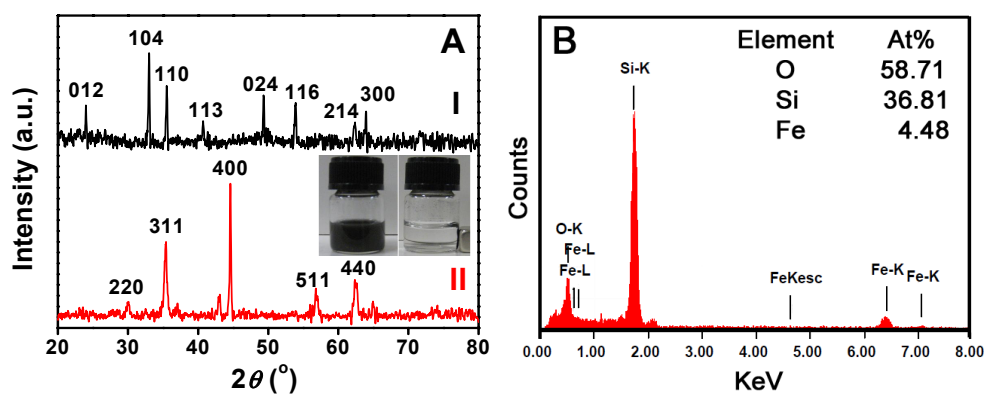 A
I
104
110
012
113
024
116
214
300
400
311
220
511
440
II
Intensity (a.u.)
20 30 40 50 60 70 80
2θ (°)
B
Element At%
O 58.71
Si 36.81
Fe 4.48
Si-K
O-K
Fe-L
Fe-L
FeKesc
Fe-K
Fe-K
Counts
0.00 1.00 2.00 3.00 4.00 5.00 6.00 7.00 8.00
KeV